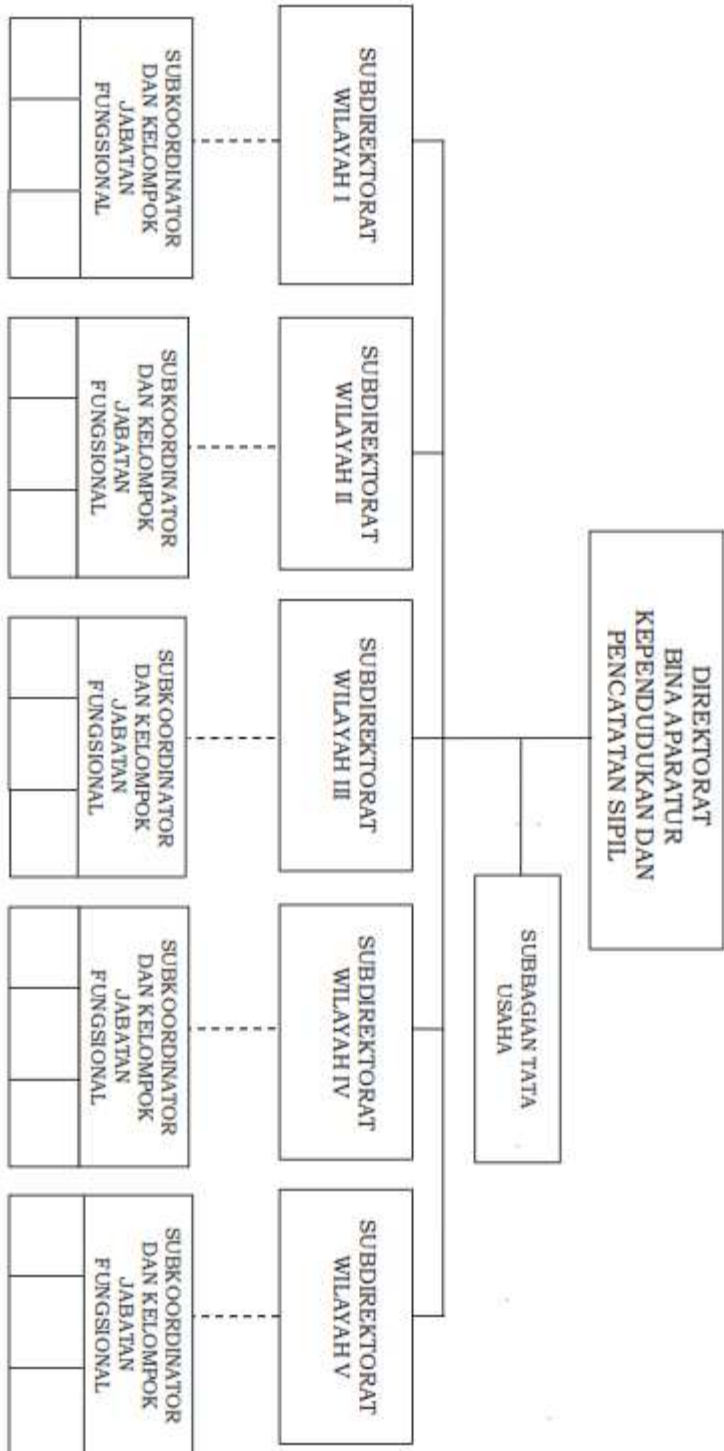 DIREKTORAT
BINA APARATUR
KEPENDUDUKAN DAN
PENCATATAN SIPIL
SUBBAGIAN TATA
USAHA
SUBDIREKTORAT
WILAYAH I
SUBDIREKTORAT
WILAYAH II
SUBDIREKTORAT
WILAYAH III
SUBDIREKTORAT
WILAYAH IV
SUBDIREKTORAT
WILAYAH V
SUBKOORDINATOR
DAN KELOMPOK
JABATAN
FUNGSIONAL
SUBKOORDINATOR
DAN KELOMPOK
JABATAN
FUNGSIONAL
SUBKOORDINATOR
DAN KELOMPOK
JABATAN
FUNGSIONAL
SUBKOORDINATOR
DAN KELOMPOK
JABATAN
FUNGSIONAL
SUBKOORDINATOR
DAN KELOMPOK
JABATAN
FUNGSIONAL